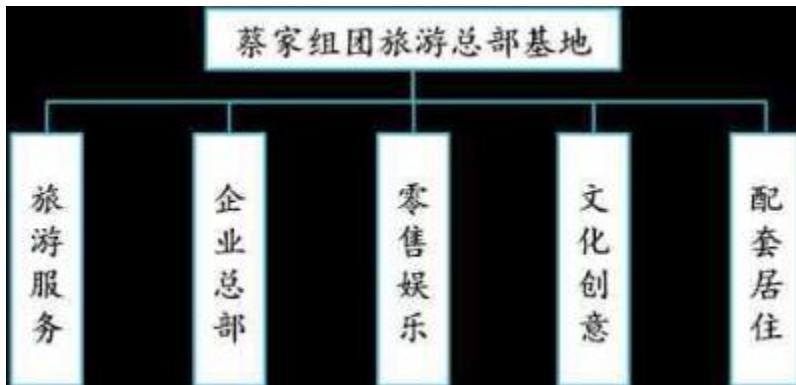 蔡家组团旅游总部基地
旅游服务
企业总部
零售娱乐
文化创意
配套居住